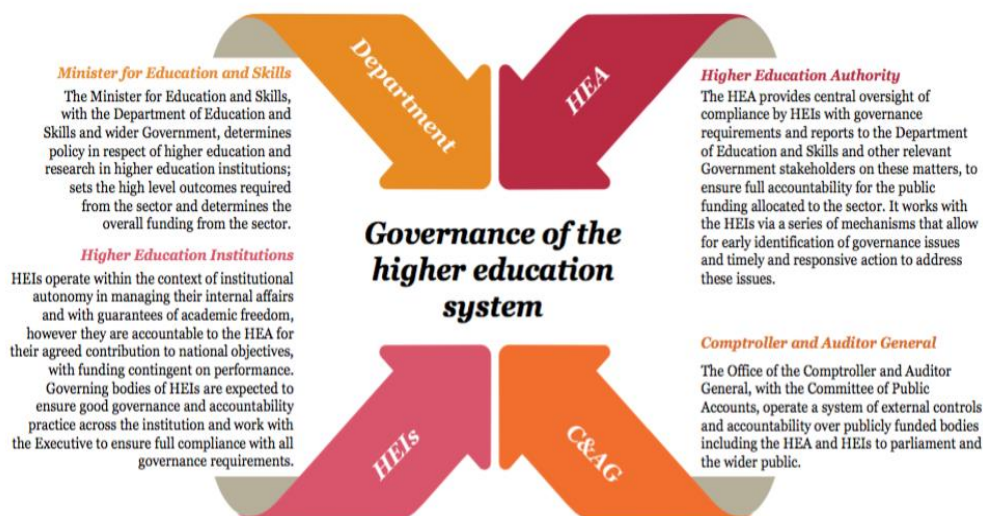 Department
HEA
Minister for Education and Skills
The Minister for Education and Skills,
with the Department of Education and
Skills and wider Government, determines
policy in respect of higher education and
research in higher education institutions;
sets the high level outcomes required
from the sector and determines the
overall funding from the sector.
Higher Education Authority
The HEA provides central oversight of
compliance by HEIs with governance
requirements and reports to the Department
of Education and Skills and other relevant
Government stakeholders on these matters, to
ensure full accountability for the public
funding allocated to the sector. It works with
the HEIs via a series of mechanisms that allow
for early identification of governance issues
and timely and responsive action to address
these issues.
Governance of the
higher education
system
Higher Education Institutions
HEIs operate within the context of institutional
autonomy in managing their internal affairs
and with guarantees of academic freedom,
however they are accountable to the HEA for
their agreed contribution to national objectives,
with funding contingent on performance.
Governing bodies of HEIs are expected to
ensure good governance and accountability
practice across the institution and work with
the Executive to ensure full compliance with all
governance requirements.
Comptroller and Auditor General
The Office of the Comptroller and Auditor
General, with the Committee of Public
Accounts, operate a system of external controls
and accountability over publicly funded bodies
including the HEA and HEIs to parliament and
the wider public.
HEIs
C&AG